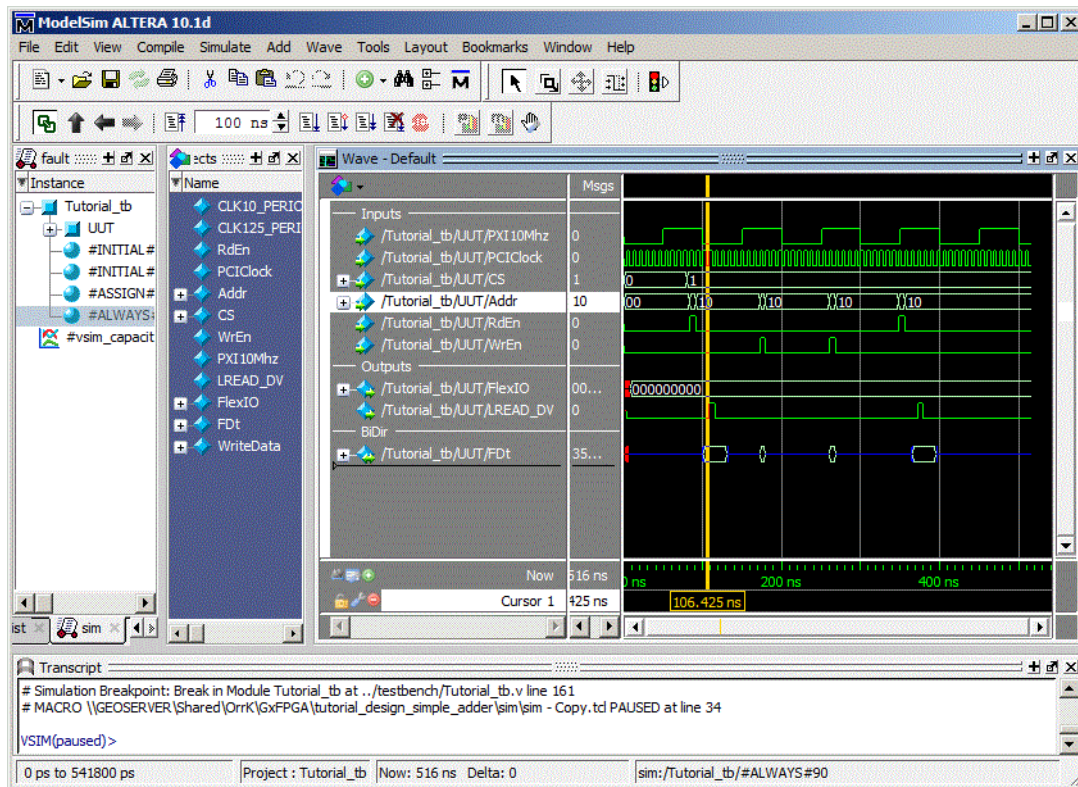 ModelSim ALTERA 10.1d
File Edit View Compile Simulate Add Wave Tools Layout Bookmarks Window Help
100 ns
fault
Instance
Tutorial_tb
UUT
#INITIAL#
#INITIAL#
#ASSIGN#
#ALWAYS#
#vsim_capacit
ist
sim
ects
Name
CLK10_PERIO
CLK125_PERI
RdEn
PCIClock
Addr
CS
WrEn
PXI10Mhz
LREAD_DV
FlexIO
FDt
WriteData
Wave - Default
Msgs
Inputs
/Tutorial_tb/UUT/PXI10Mhz 0
/Tutorial_tb/UUT/PCIClock 0
/Tutorial_tb/UUT/CS 1 0 1
/Tutorial_tb/UUT/Addr 10 00 10 10 10 10
/Tutorial_tb/UUT/RdEn 0
/Tutorial_tb/UUT/WrEn 0
Outputs
/Tutorial_tb/UUT/FlexIO 00... 000000000
/Tutorial_tb/UUT/LREAD_DV 0
BiDir
/Tutorial_tb/UUT/FDt 35...
Now 516 ns ns 200 ns 400 ns
Cursor 1 425 ns 106.425 ns
Transcript
# Simulation Breakpoint: Break in Module Tutorial_tb at ../testbench/Tutorial_tb.v line 161
# MACRO \\GEOSERVER\Shared\OrrK\GxFPGA\tutorial_design_simple_adder\sim\sim - Copy.tcl PAUSED at line 34
VSIM(paused)>
0 ps to 541800 ps Project : Tutorial_tb Now: 516 ns Delta: 0 sim:/Tutorial_tb/#ALWAYS#90